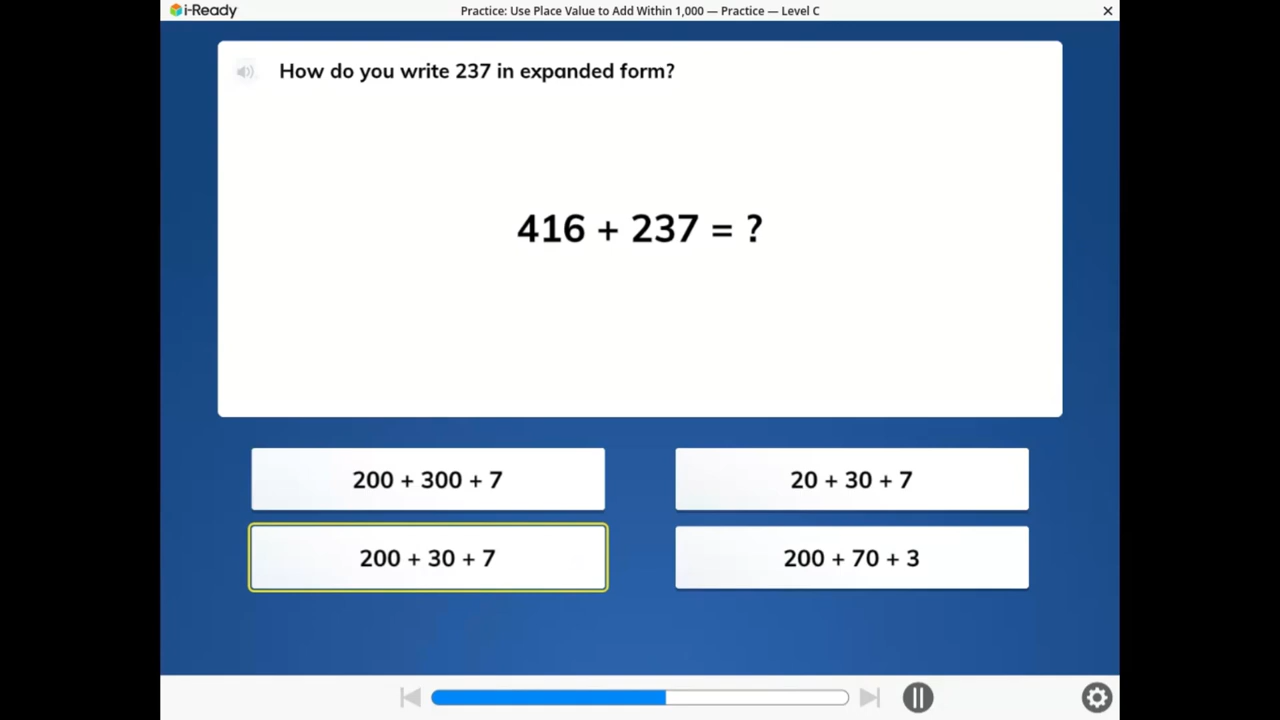 i-Ready
Practice: Use Place Value to Add Within 1,000 — Practice — Level C
How do you write 237 in expanded form?
416 + 237 = ?
200 + 300 + 7
20 + 30 + 7
200 + 30 + 7
200 + 70 + 3